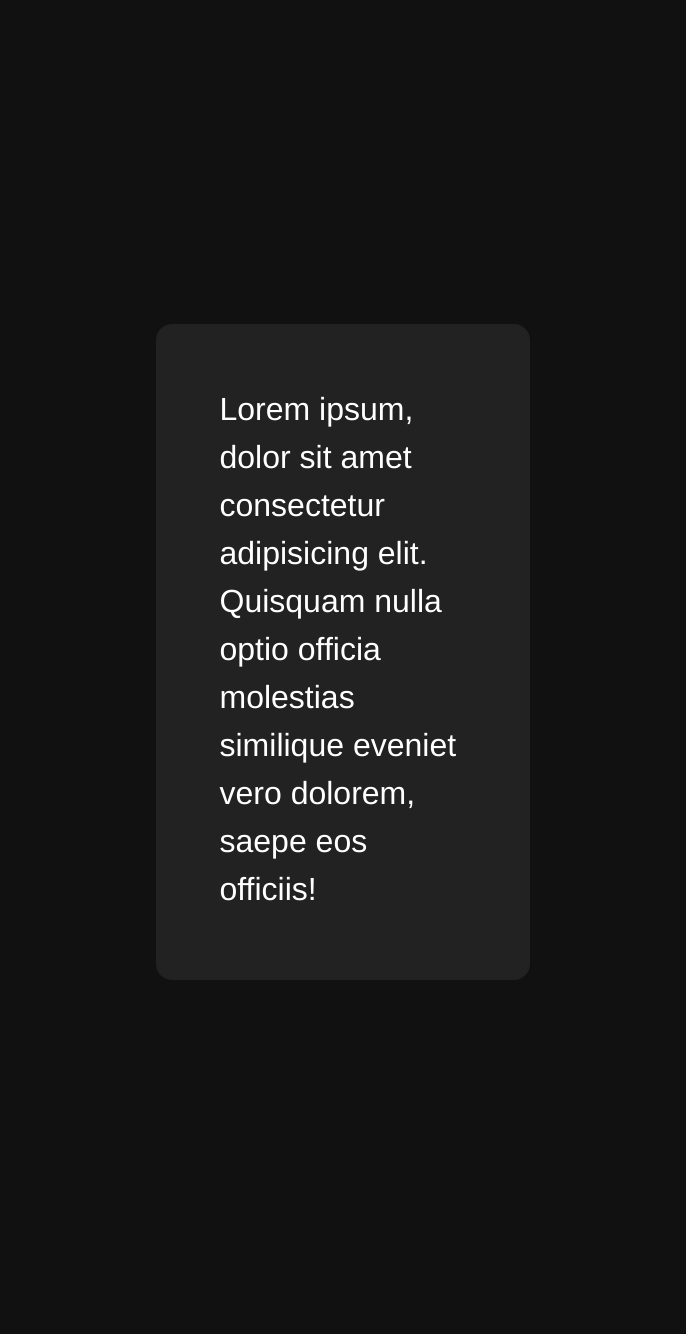 Lorem ipsum,
dolor sit amet
consectetur
adipisicing elit.
Quisquam nulla
optio officia
molestias
similique eveniet
vero dolorem,
saepe eos
officiis!